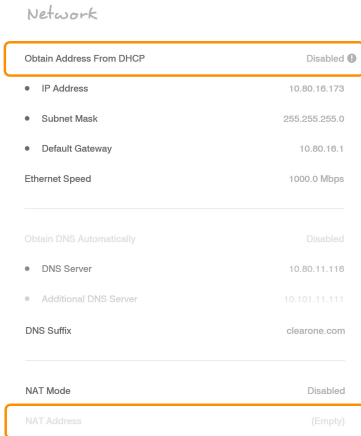 Network
Obtain Address From DHCP Disabled !
• IP Address 10.80.16.173
• Subnet Mask 255.255.255.0
• Default Gateway 10.80.16.1
Ethernet Speed 1000.0 Mbps
Obtain DNS Automatically Disabled
• DNS Server 10.80.11.116
• Additional DNS Server 10.101.11.111
DNS Suffix clearone.com
NAT Mode Disabled
NAT Address (Empty)